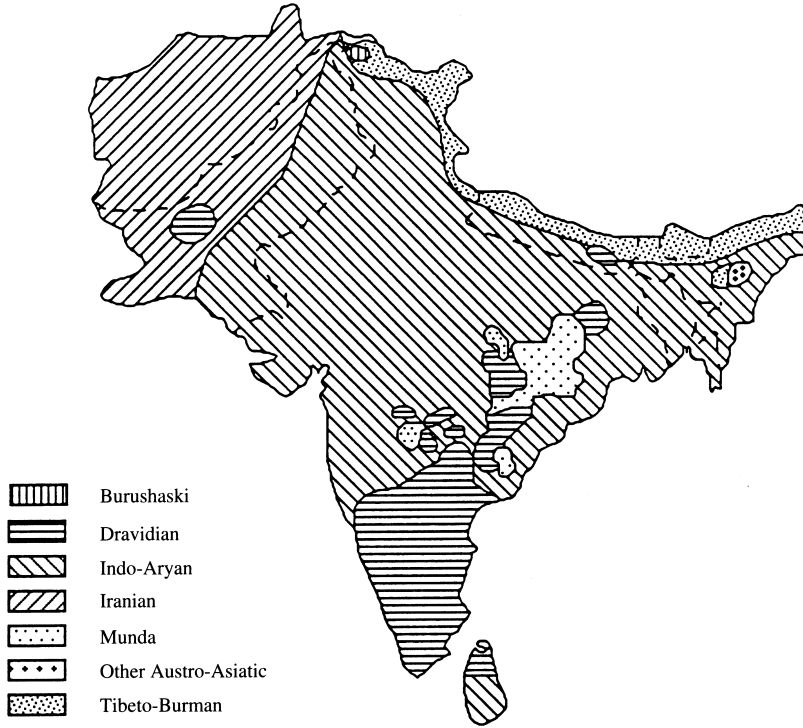 Burushaski
Dravidian
Indo-Aryan
Iranian
Munda
Other Austro-Asiatic
Tibeto-Burman